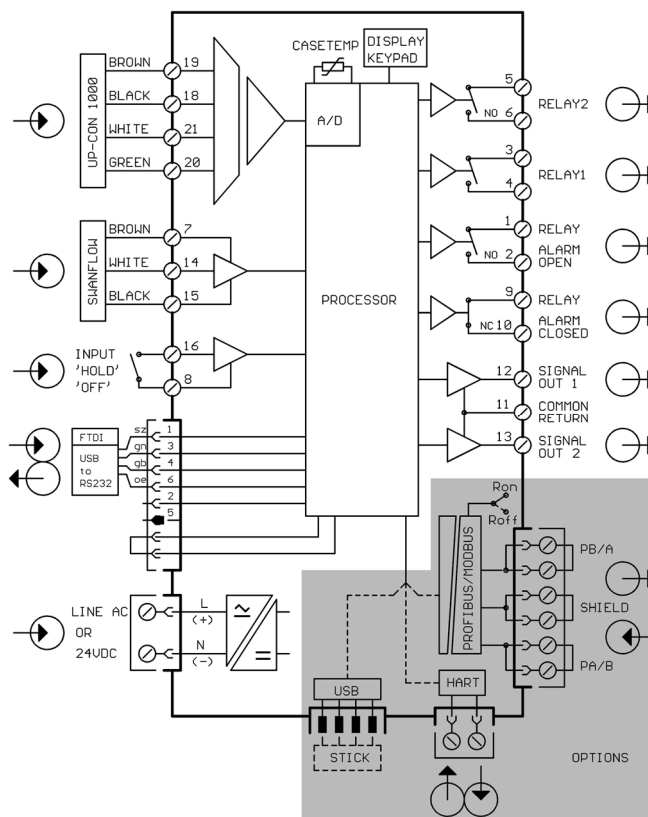 CASETEMP
DISPLAY
KEYPAD
A/D
PROCESSOR
UP-CON 1000
BROWN 19
BLACK 18
WHITE 21
GREEN 20
SWANFLOW
BROWN 7
WHITE 14
BLACK 15
INPUT 16
'HOLD'
'OFF' 8
FTDI
USB
to
RS232
sz 1
gn 3
gb 4
oe 6
2
5
LINE AC
OR
24VDC
L
(+)
N
(-)
5
NO 6
RELAY2
3
4
RELAY1
1 RELAY
NO 2 ALARM
OPEN
9 RELAY
NC 10 ALARM
CLOSED
12 SIGNAL
OUT 1
11 COMMON
RETURN
13 SIGNAL
OUT 2
Ron
Roff
PROFIBUS/MODBUS
PB/A
SHIELD
PA/B
USB
STICK
HART
OPTIONS